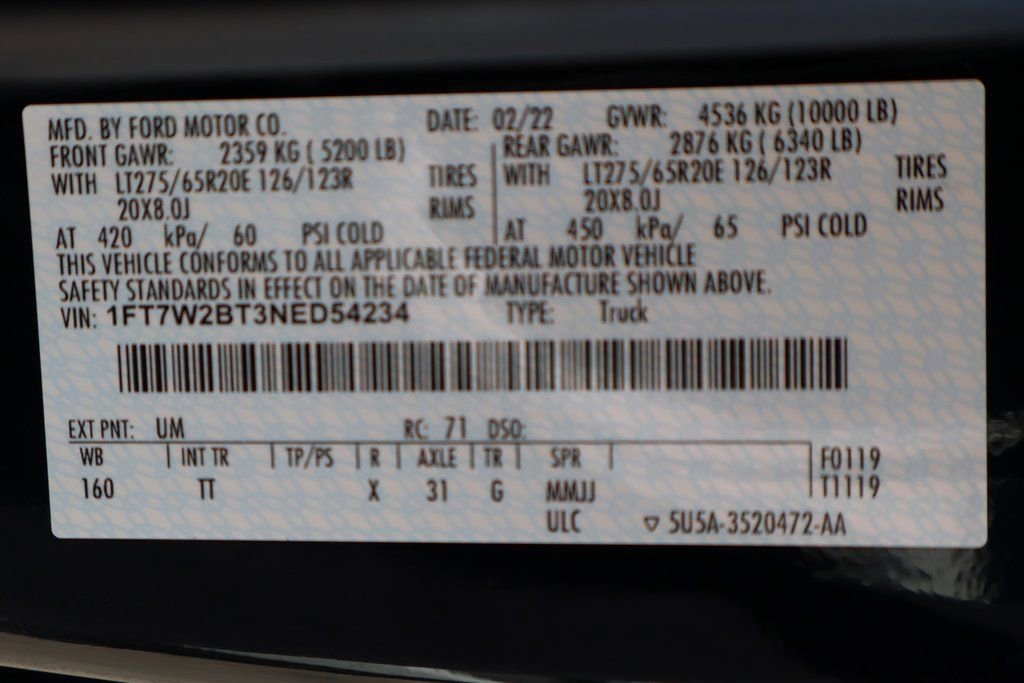 MFD. BY FORD MOTOR CO. DATE: 02/22 GVWR: 4536 KG (10000 LB)
FRONT GAWR: 2359 KG ( 5200 LB) REAR GAWR: 2876 KG ( 6340 LB)
WITH LT275/65R20E 126/123R TIRES WITH LT275/65R20E 126/123R TIRES
20X8.0J RIMS 20X8.0J RIMS
AT 420 kPa/ 60 PSI COLD AT 450 kPa/ 65 PSI COLD
THIS VEHICLE CONFORMS TO ALL APPLICABLE FEDERAL MOTOR VEHICLE
SAFETY STANDARDS IN EFFECT ON THE DATE OF MANUFACTURE SHOWN ABOVE.
VIN: 1FT7W2BT3NED54234 TYPE: Truck
EXT PNT: UM RC: 71 DSO:
WB INT TR TP/PS R AXLE TR SPR F0119
160 TT X 31 G MMJJ T1119
ULC ▽ 5U5A-3520472-AA